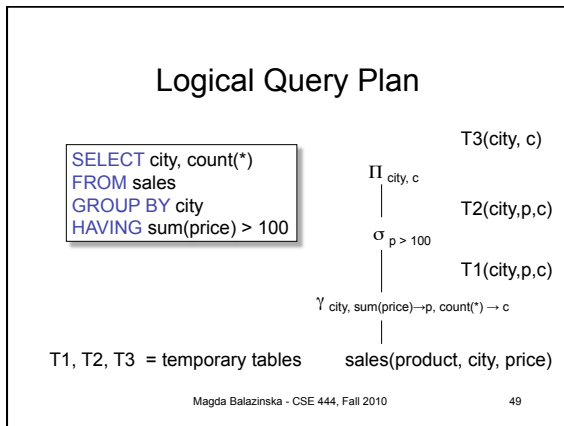 Logical Query Plan
SELECT city, count(*)
FROM sales
GROUP BY city
HAVING sum(price) > 100
T3(city, c)
Π city, c
T2(city,p,c)
σ p > 100
T1(city,p,c)
γ city, sum(price)→p, count(*) → c
T1, T2, T3 = temporary tables
sales(product, city, price)
Magda Balazinska - CSE 444, Fall 2010
49